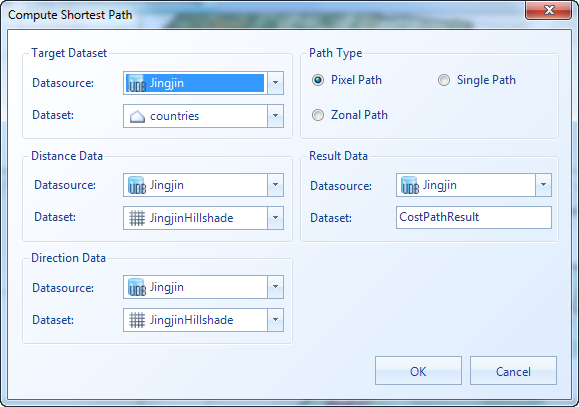 Compute Shortest Path
Target Dataset
Datasource: UDB Jingjin
Dataset: countries
Distance Data
Datasource: UDB Jingjin
Dataset: JingjinHillshade
Direction Data
Datasource: UDB Jingjin
Dataset: JingjinHillshade
Path Type
Pixel Path
Single Path
Zonal Path
Result Data
Datasource: UDB Jingjin
Dataset: CostPathResult
OK
Cancel